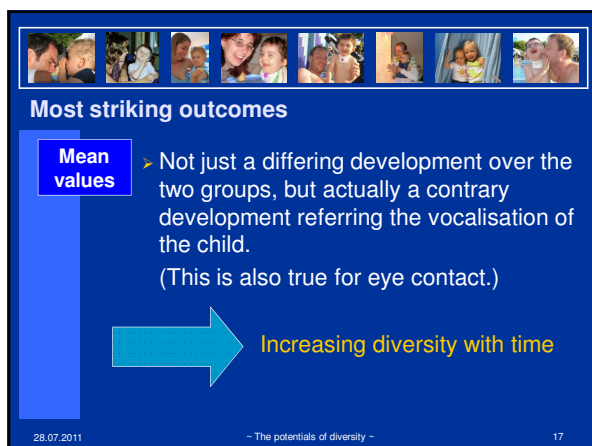 Most striking outcomes
Mean
values
➢ Not just a differing development over the
two groups, but actually a contrary
development referring the vocalisation of
the child.
(This is also true for eye contact.)
Increasing diversity with time
28.07.2011
~ The potentials of diversity ~
17